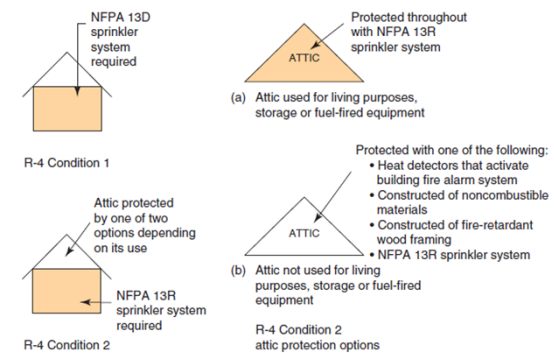 NFPA 13D
sprinkler
system
required
R-4 Condition 1
Protected throughout
with NFPA 13R
sprinkler system
ATTIC
(a) Attic used for living purposes,
storage or fuel-fired equipment
Attic protected
by one of two
options depending
on its use
NFPA 13R
sprinkler system
required
R-4 Condition 2
Protected with one of the following:
• Heat detectors that activate
building fire alarm system
• Constructed of noncombustible
materials
• Constructed of fire-retardant
wood framing
• NFPA 13R sprinkler system
ATTIC
(b) Attic not used for living
purposes, storage or fuel-fired
equipment
R-4 Condition 2
attic protection options